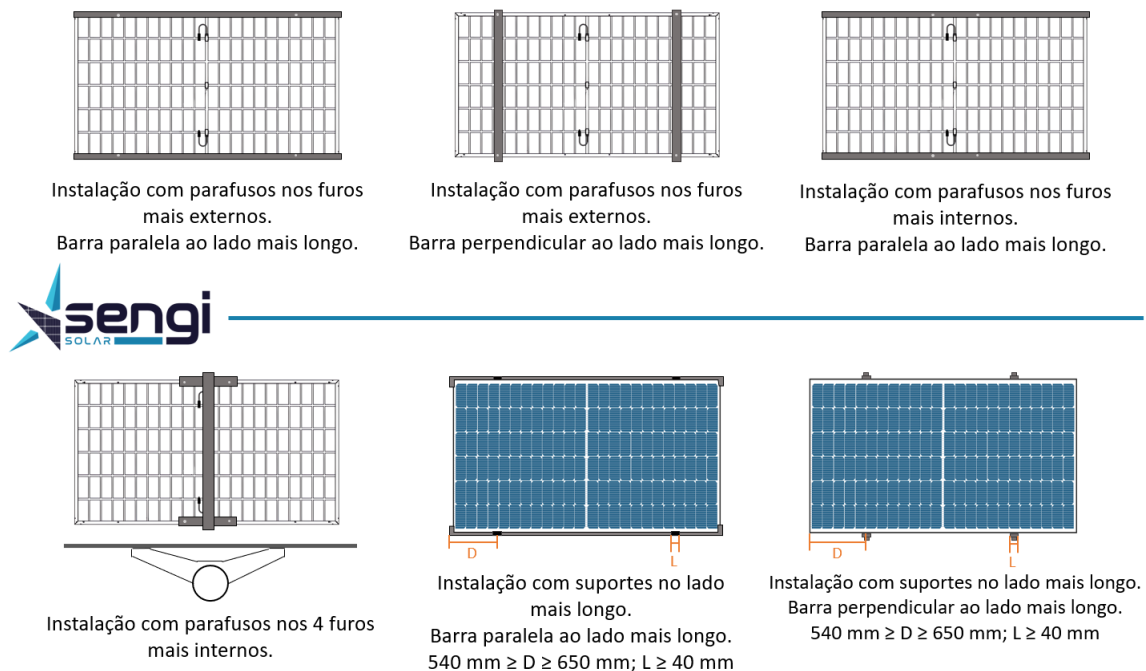 Instalação com parafusos nos furos
mais externos.
Barra paralela ao lado mais longo.
Instalação com parafusos nos furos
mais externos.
Barra perpendicular ao lado mais longo.
Instalação com parafusos nos furos
mais internos.
Barra paralela ao lado mais longo.
sengi
SOLAR
Instalação com parafusos nos 4 furos
mais internos.
D
L
Instalação com suportes no lado
mais longo.
Barra paralela ao lado mais longo.
540 mm ≥ D ≥ 650 mm; L ≥ 40 mm
D
L
Instalação com suportes no lado mais longo.
Barra perpendicular ao lado mais longo.
540 mm ≥ D ≥ 650 mm; L ≥ 40 mm